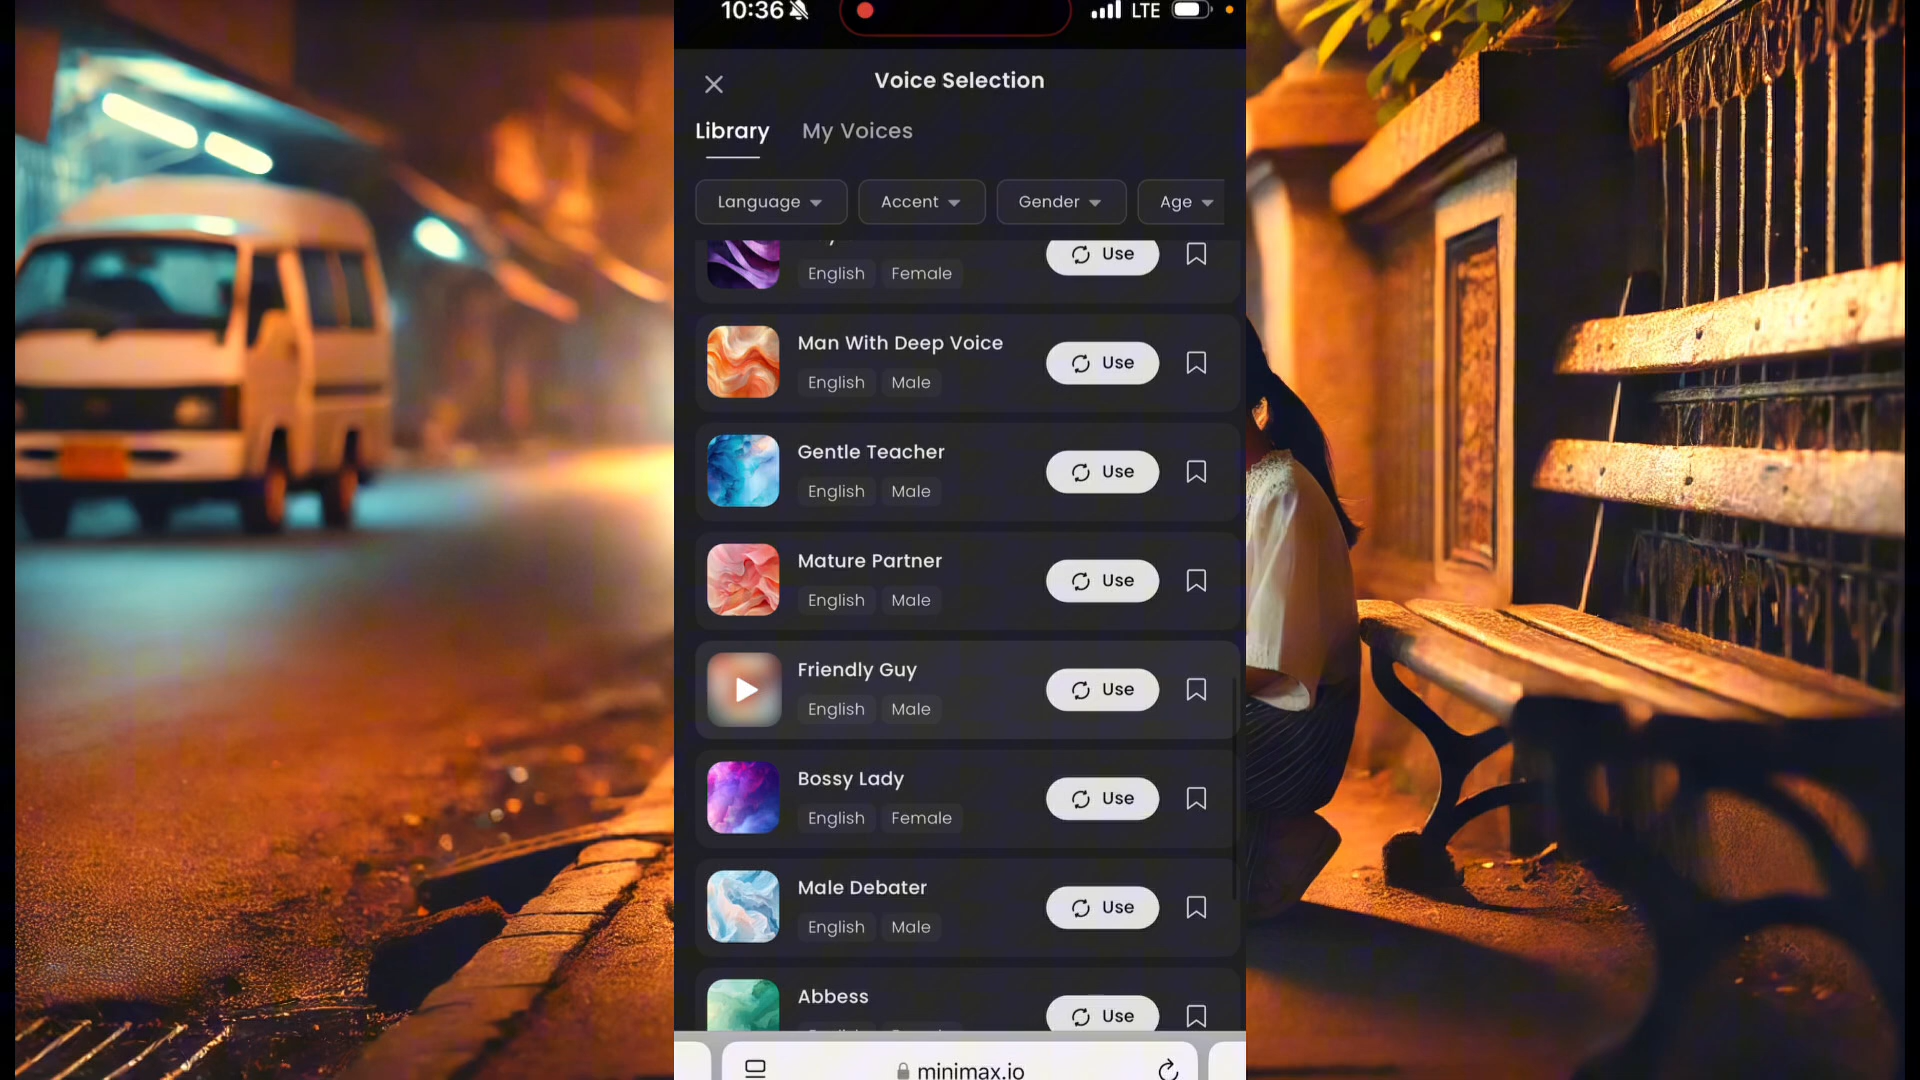 10:36 LTE
Voice Selection
Library My Voices
Language Accent Gender Age
Use
English Female
Man With Deep Voice
English Male
Use
Gentle Teacher
English Male
Use
Mature Partner
English Male
Use
Friendly Guy
English Male
Use
Bossy Lady
English Female
Use
Male Debater
English Male
Use
Abbess
Use
minimax.io